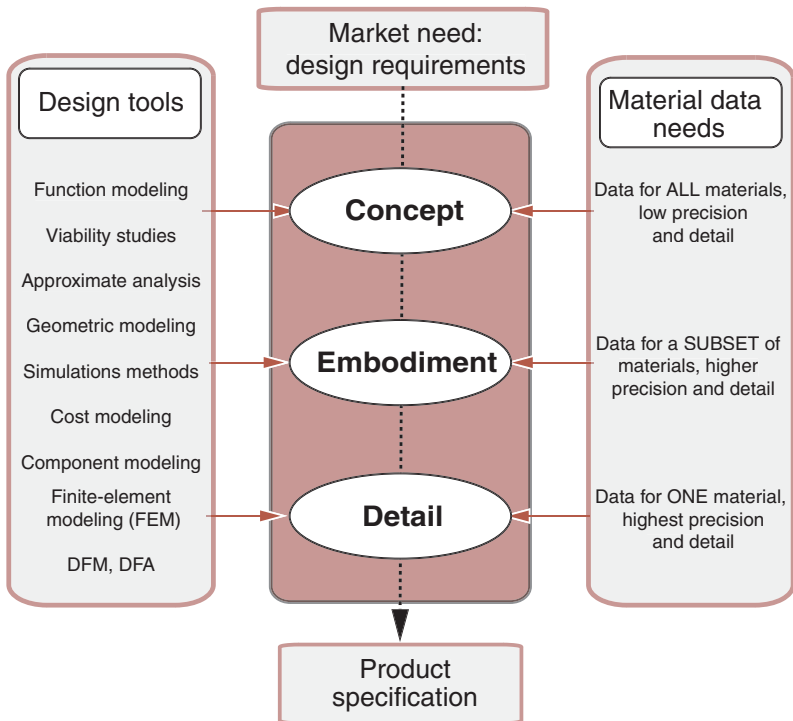 Market need:
design requirements
Design tools
Function modeling
Viability studies
Approximate analysis
Geometric modeling
Simulations methods
Cost modeling
Component modeling
Finite-element
modeling (FEM)
DFM, DFA
Concept
Embodiment
Detail
Material data
needs
Data for ALL materials,
low precision
and detail
Data for a SUBSET of
materials, higher
precision and detail
Data for ONE material,
highest precision
and detail
Product
specification